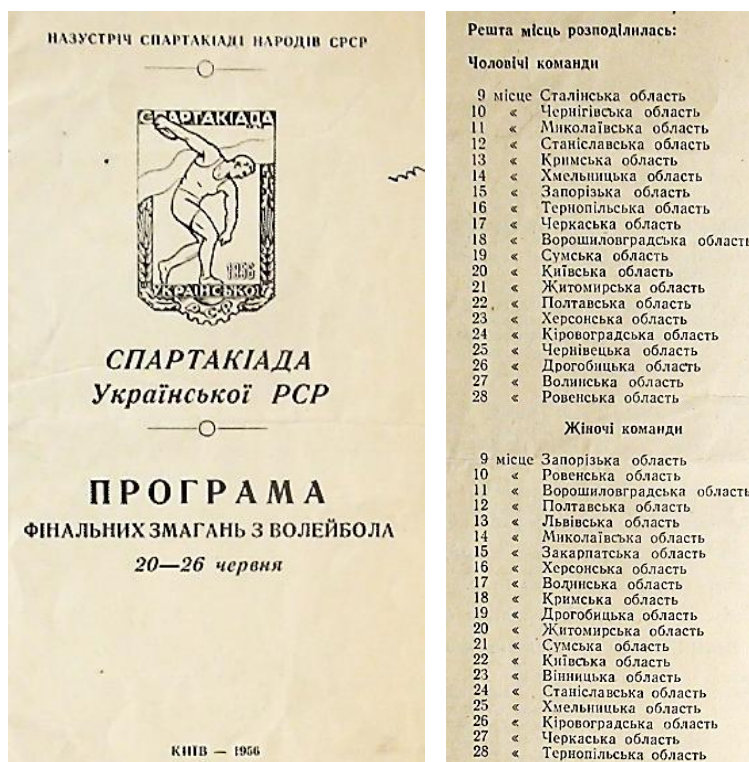 НАЗУСТРІЧ СПАРТАКІАДІ НАРОДІВ СРСР
СПАРТАКІАДА
1956
УКРАЇНСЬКОЇ
РСР
СПАРТАКІАДА
Української РСР
ПРОГРАМА
ФІНАЛЬНИХ ЗМАГАНЬ З ВОЛЕЙБОЛА
20—26 червня
КИЇВ — 1956
Решта місць розподілилась:
Чоловічі команди
9 місце Сталінська область
10 « Чернігівська область
11 « Миколаївська область
12 « Станіславська область
13 « Кримська область
14 « Хмельницька область
15 « Запорізька область
16 « Тернопільська область
17 « Черкаська область
18 « Ворошиловградська область
19 « Сумська область
20 « Київська область
21 « Житомирська область
22 « Полтавська область
23 « Херсонська область
24 « Кіровоградська область
25 « Чернівецька область
26 « Дрогобицька область
27 « Волинська область
28 « Ровенська область
Жіночі команди
9 місце Запорізька область
10 « Ровенська область
11 « Ворошиловградська область
12 « Полтавська область
13 « Львівська область
14 « Миколаївська область
15 « Закарпатська область
16 « Херсонська область
17 « Волинська область
18 « Кримська область
19 « Дрогобицька область
20 « Житомирська область
21 « Сумська область
22 « Київська область
23 « Вінницька область
24 « Станіславська область
25 « Хмельницька область
26 « Кіровоградська область
27 « Черкаська область
28 « Тернопільська область